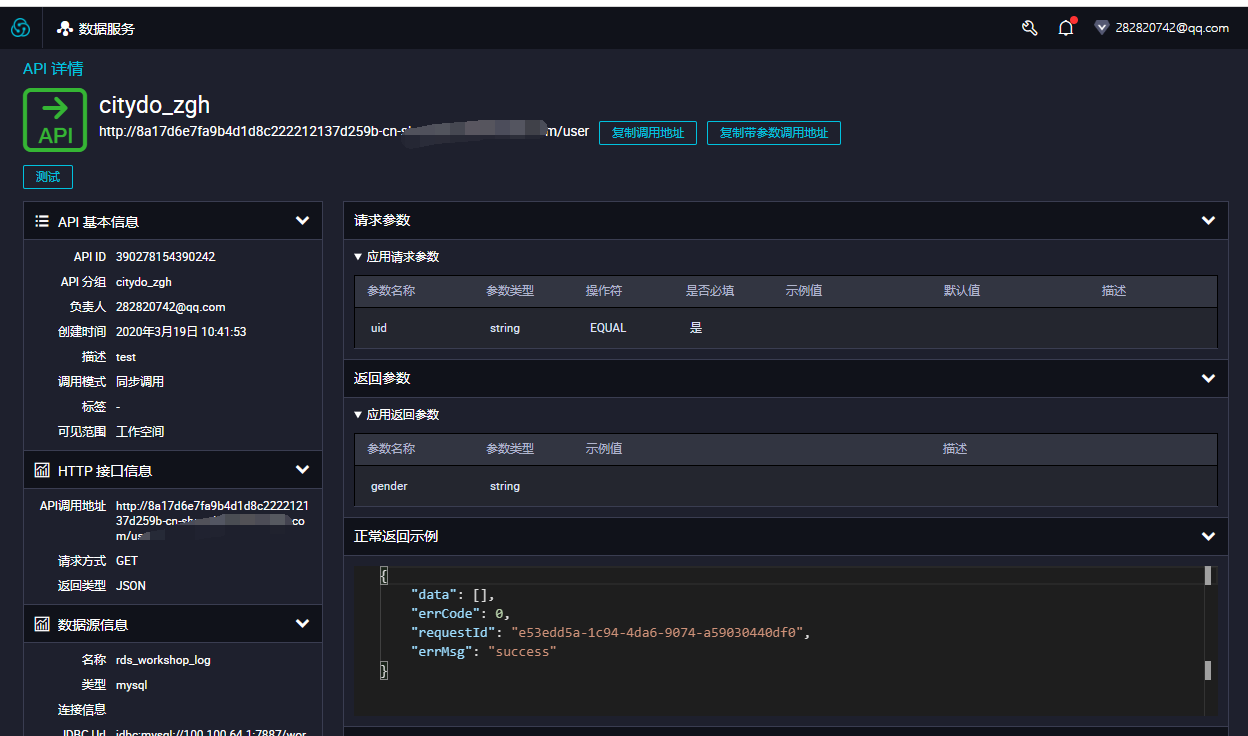 数据服务
282820742@qq.com
API 详情
API
citydo_zgh
http://8a17d6e7fa9b4d1d8c222212137d259b-cn-s m/user
复制调用地址
复制带参数调用地址
测试
API 基本信息
API ID 390278154390242
API 分组 citydo_zgh
负责人 282820742@qq.com
创建时间 2020年3月19日 10:41:53
描述 test
调用模式 同步调用
标签 -
可见范围 工作空间
HTTP 接口信息
API调用地址 http://8a17d6e7fa9b4d1d8c2222121
37d259b-cn-sh co
m/us
请求方式 GET
返回类型 JSON
数据源信息
名称 rds_workshop_log
类型 mysql
连接信息
JDBC Url jdbc:mysql://100.100.64.1:7887/wor
请求参数
应用请求参数
参数名称 参数类型 操作符 是否必填 示例值 默认值 描述
uid string EQUAL 是
返回参数
应用返回参数
参数名称 参数类型 示例值 描述
gender string
正常返回示例
{
"data": [],
"errCode": 0,
"requestId": "e53edd5a-1c94-4da6-9074-a59030440df0",
"errMsg": "success"
}